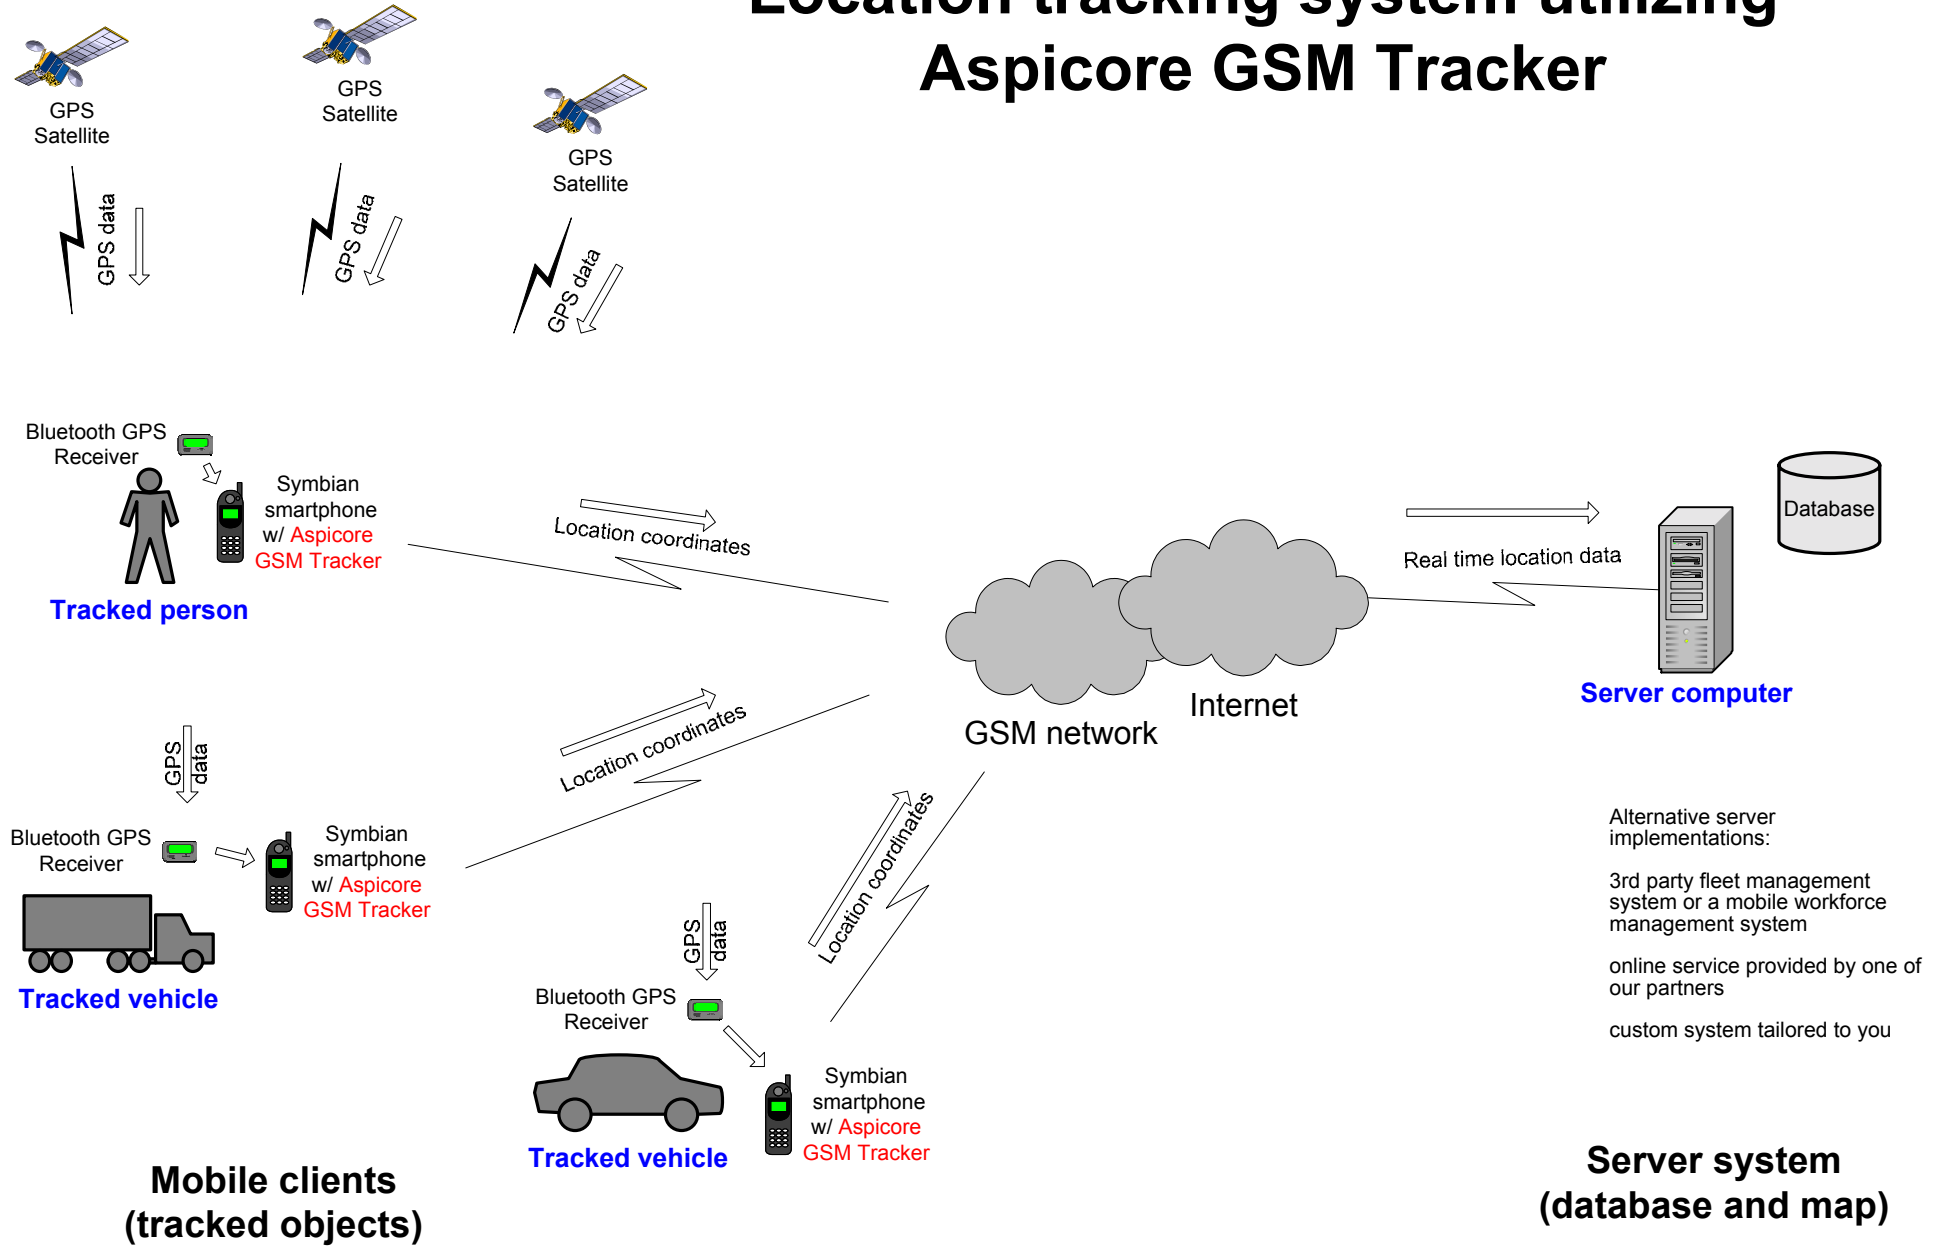 Location tracking system utilizing
Aspicore GSM Tracker
GPS
Satellite
GPS
Satellite
GPS
Satellite
GPS data
GPS data
GPS data
Bluetooth GPS
Receiver
Symbian
smartphone
w/ Aspicore
GSM Tracker
Tracked person
Location coordinates
Real time location data
Database
Server computer
Internet
GSM network
GPS
data
Bluetooth GPS
Receiver
Symbian
smartphone
w/ Aspicore
GSM Tracker
Tracked vehicle
Location coordinates
Location coordinates
GPS
data
Bluetooth GPS
Receiver
Symbian
smartphone
w/ Aspicore
GSM Tracker
Tracked vehicle
Alternative server
implementations:
3rd party fleet management
system or a mobile workforce
management system
online service provided by one of
our partners
custom system tailored to you
Mobile clients
(tracked objects)
Server system
(database and map)